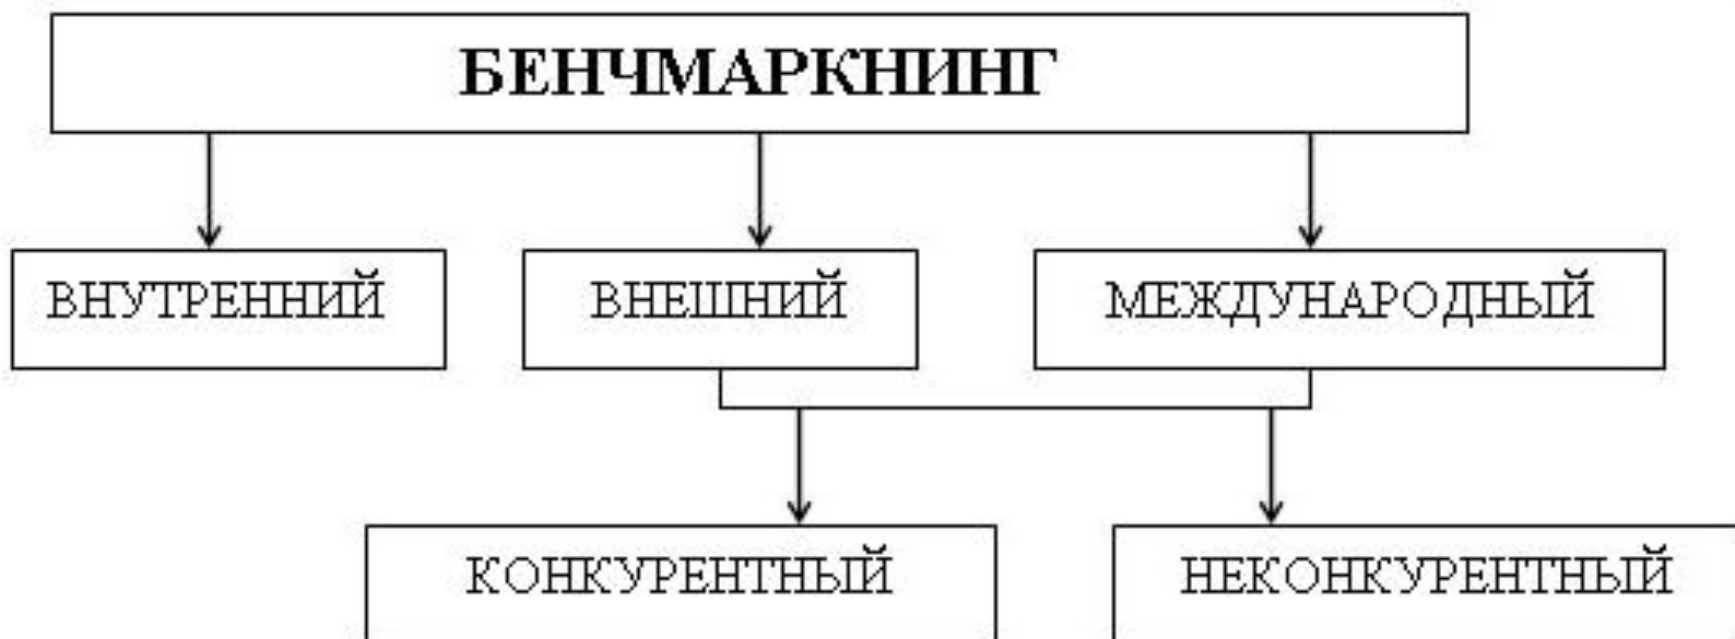 БЕНЧМАРКНИНГ
ВНУТРЕННИЙ
ВНЕШНИЙ
МЕЖДУНАРОДНЫЙ
КОНКУРЕНТНЫЙ
НЕКОНКУРЕНТНЫЙ